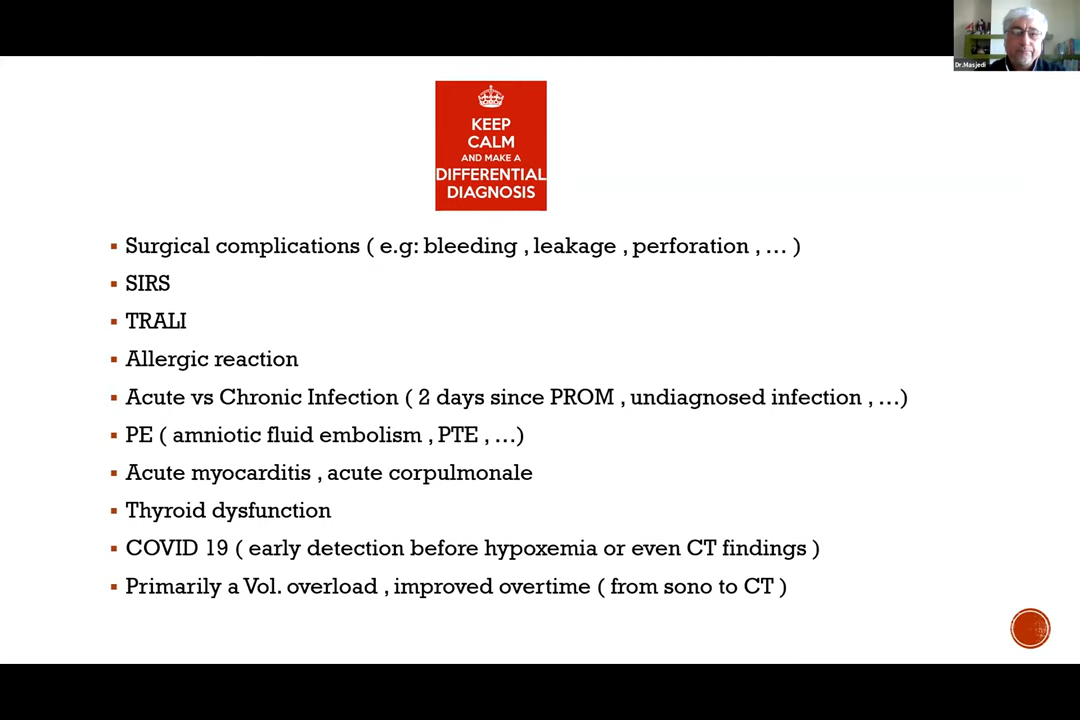 Dr.Masjedi
KEEP
CALM
AND MAKE A
DIFFERENTIAL
DIAGNOSIS
▪ Surgical complications ( e.g: bleeding , leakage , perforation , … )
▪ SIRS
▪ TRALI
▪ Allergic reaction
▪ Acute vs Chronic Infection ( 2 days since PROM , undiagnosed infection , …)
▪ PE ( amniotic fluid embolism , PTE , …)
▪ Acute myocarditis , acute corpulmonale
▪ Thyroid dysfunction
▪ COVID 19 ( early detection before hypoxemia or even CT findings )
▪ Primarily a Vol. overload , improved overtime ( from sono to CT )